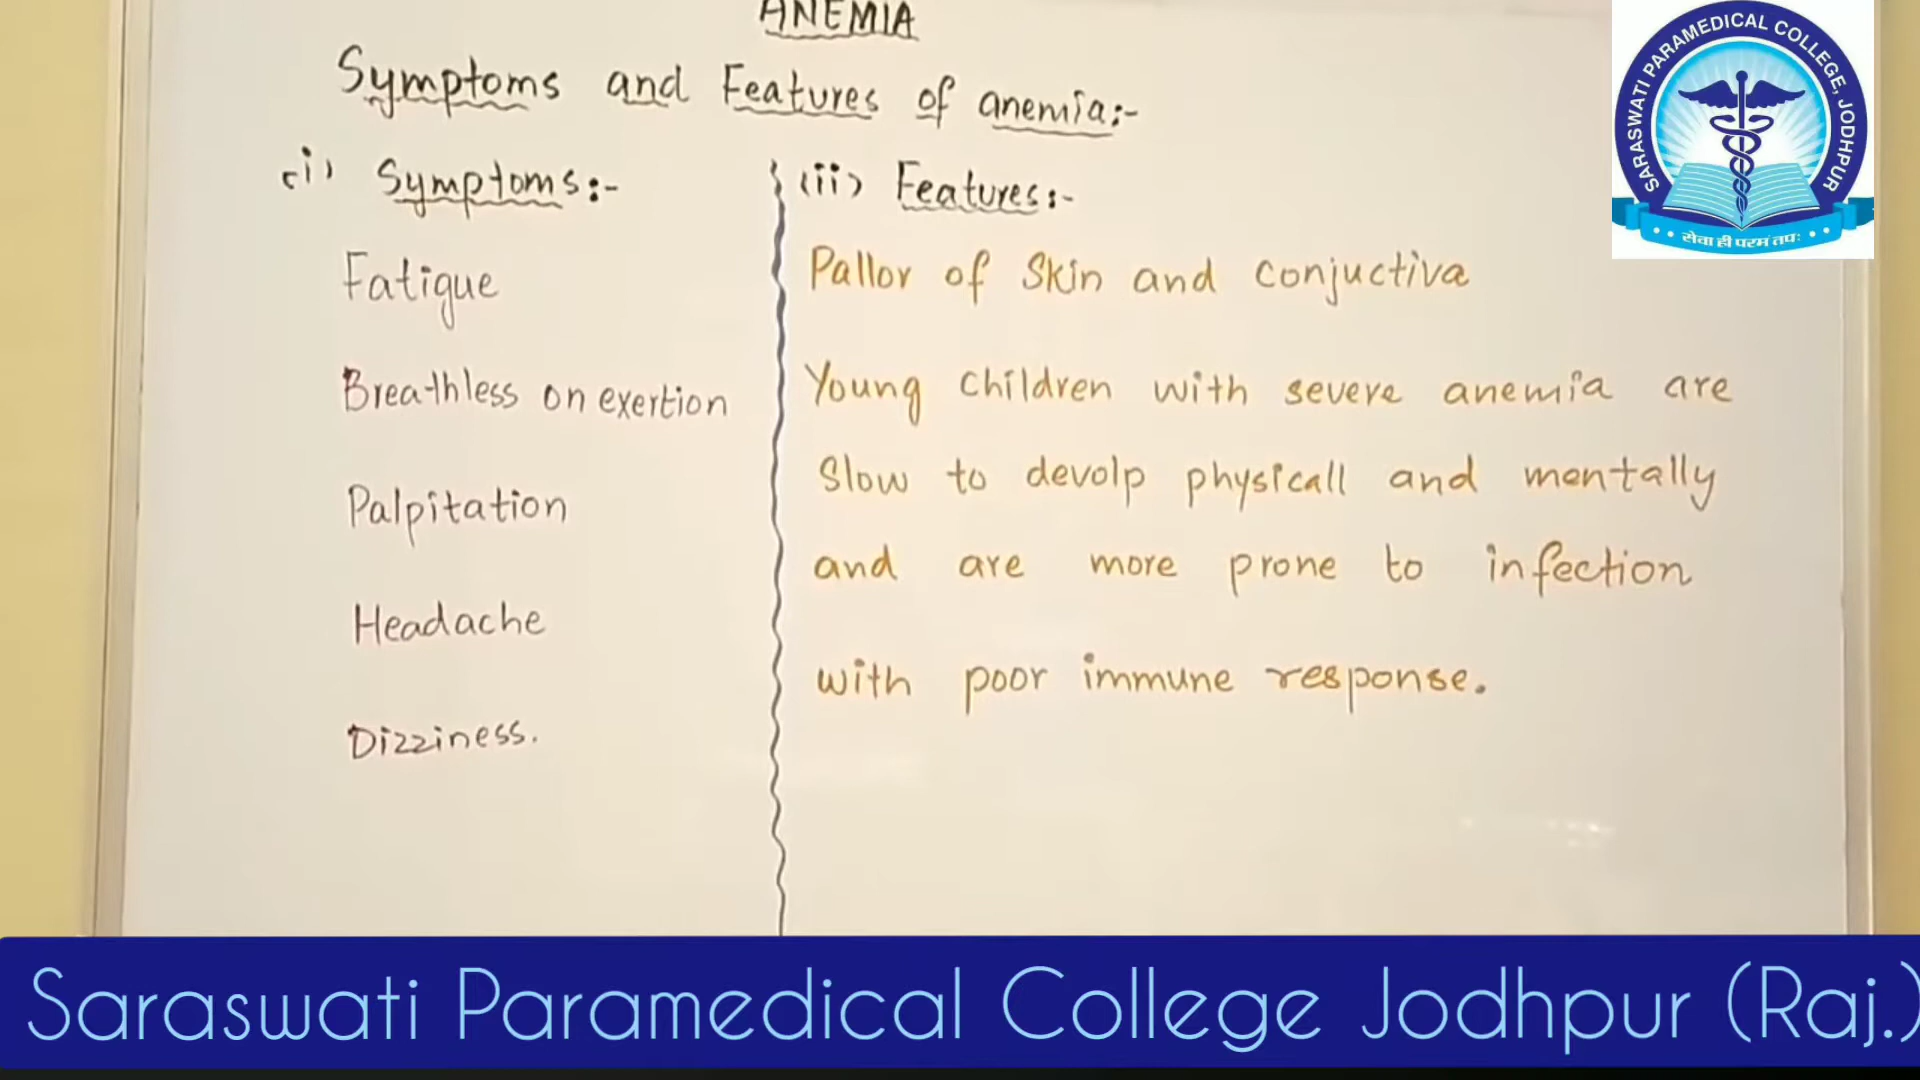 ANEMIA
Symptoms and Features of anemia:-
(i) Symptoms:-
Fatigue
Breathless on exertion
Palpitation
Headache
Dizziness.
(ii) Features:-
Pallor of Skin and Conjuctiva
Young children with severe anemia are
Slow to devolp physicall and mentally
and are more prone to infection
with poor immune response.
SARASWATI PARAMEDICAL COLLEGE, JODHPUR
सेवा ही परमं तपः
Saraswati Paramedical College Jodhpur (Raj.)